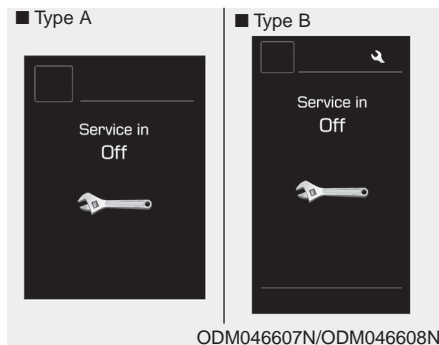 ■ Type A
Service in
Off
■ Type B
Service in
Off
ODM046607N/ODM046608N